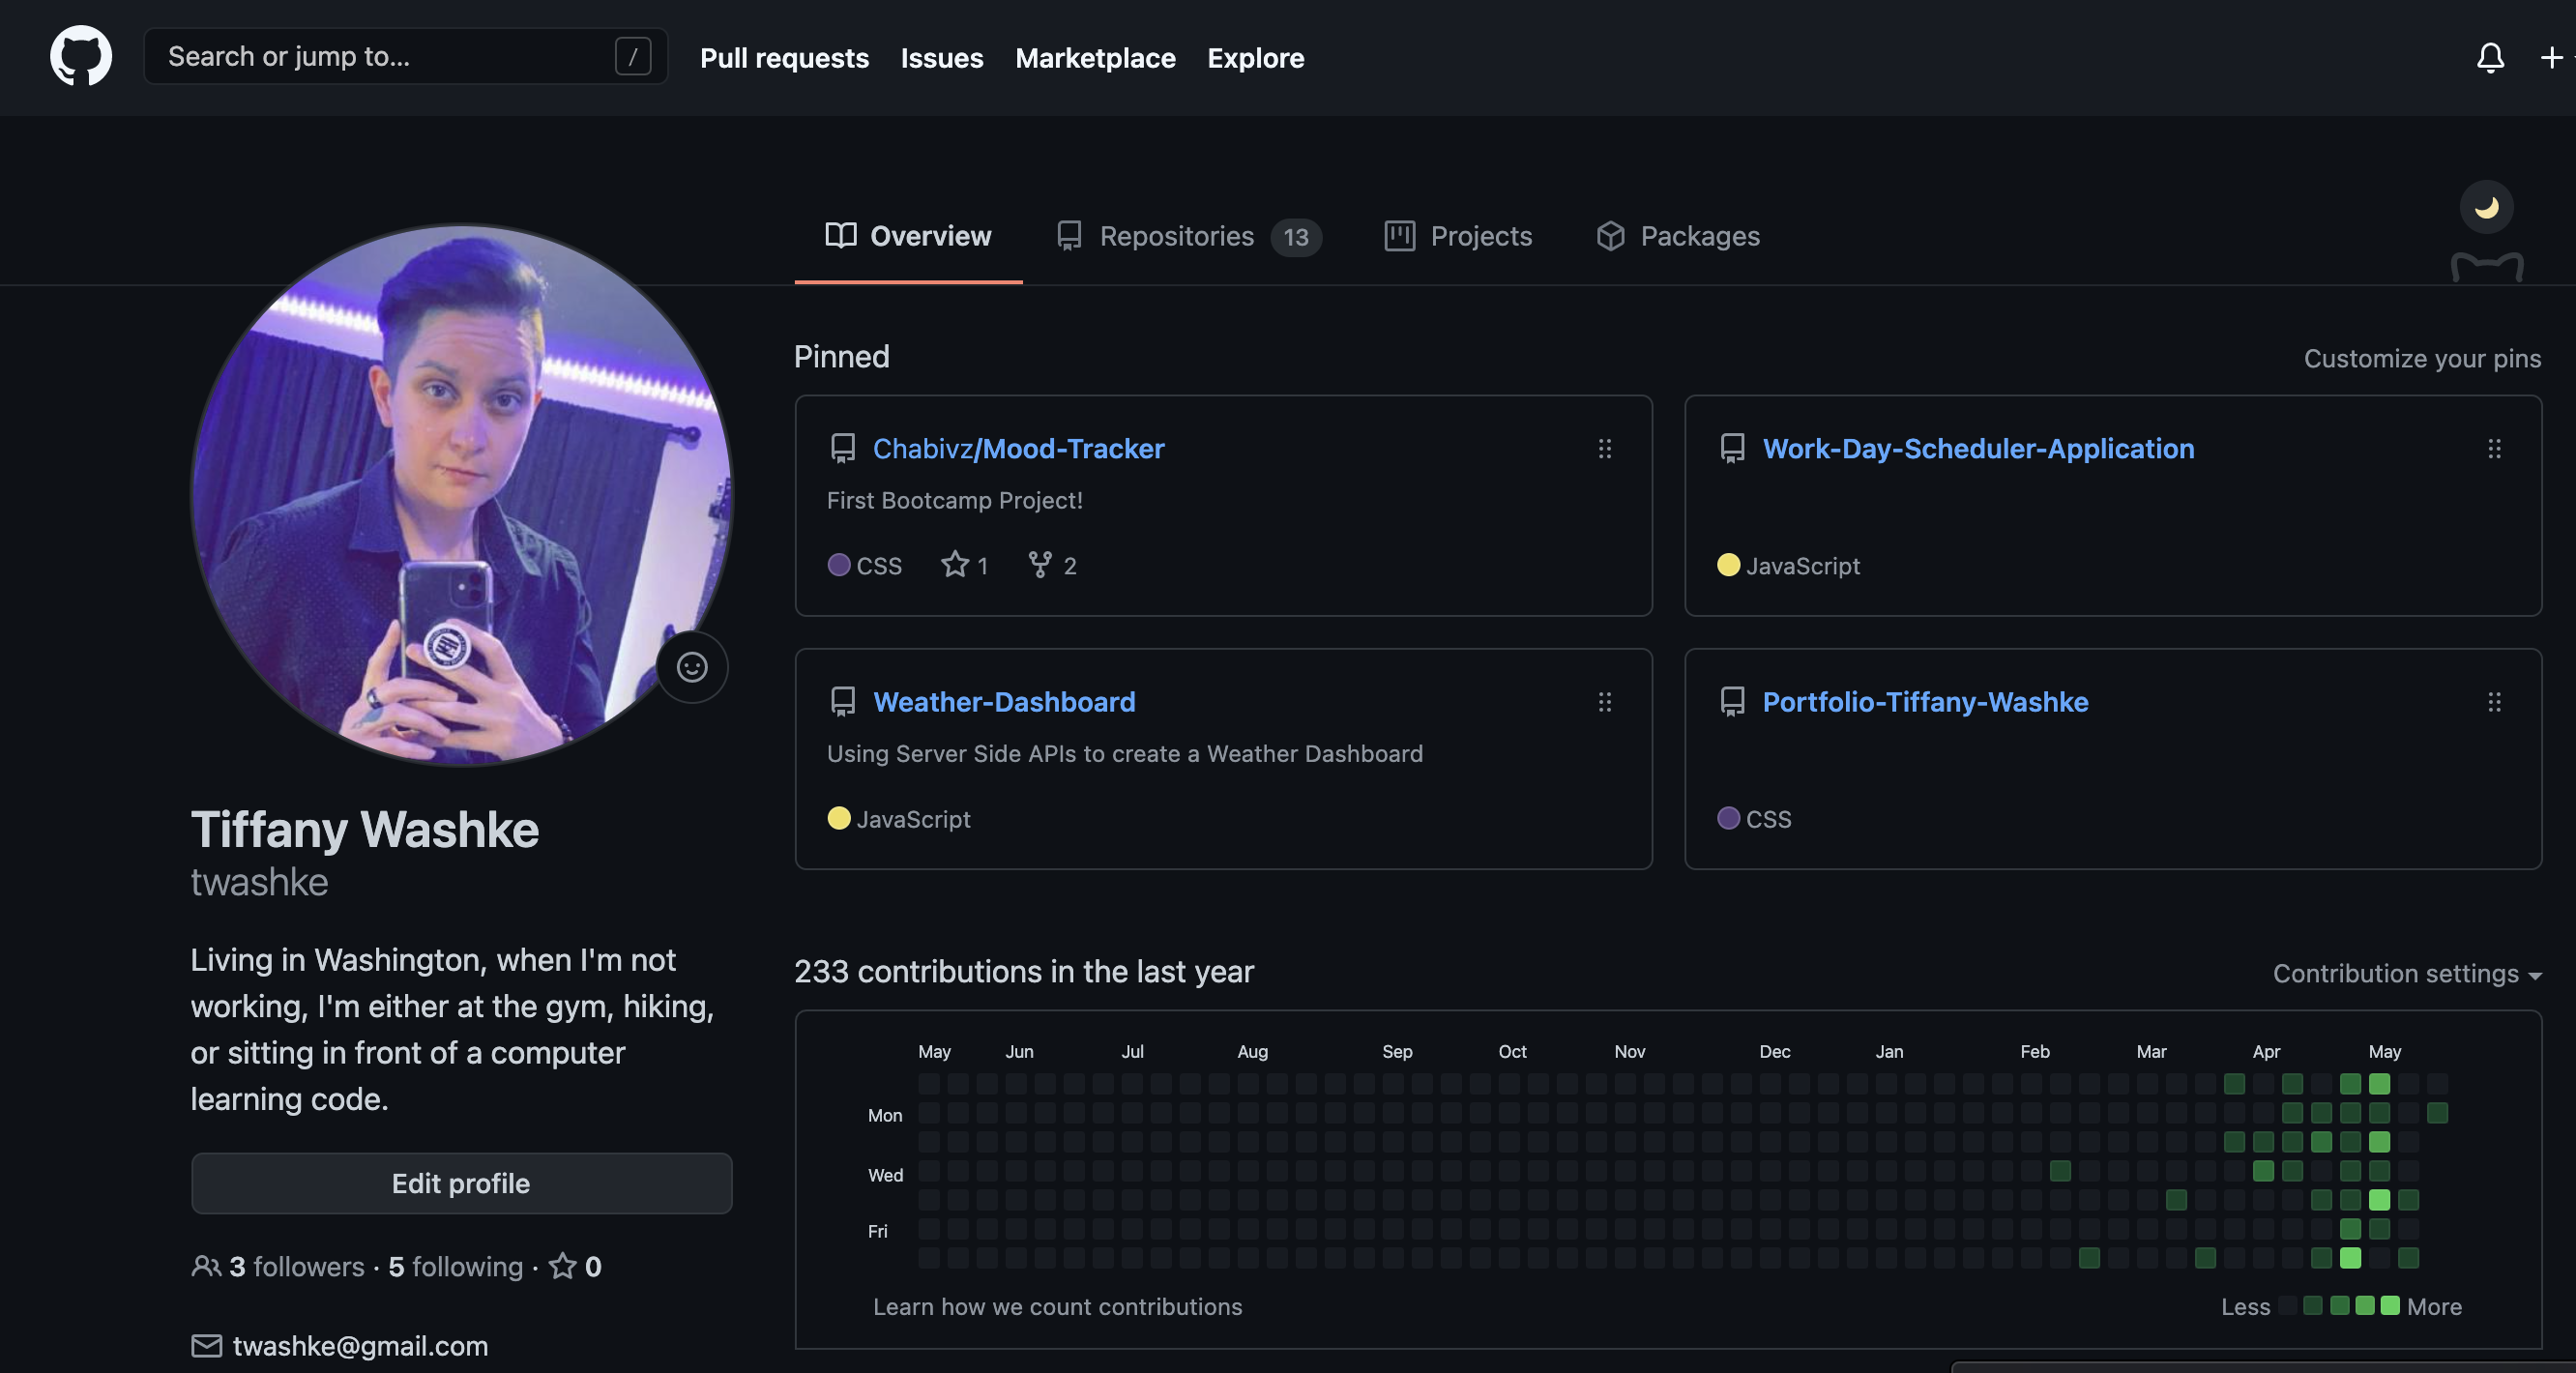 Search or jump to... /
Pull requests
Issues
Marketplace
Explore
Overview
Repositories 13
Projects
Packages
Tiffany Washke
twashke
Living in Washington, when I'm not
working, I'm either at the gym, hiking,
or sitting in front of a computer
learning code.
Edit profile
3 followers · 5 following · 0
twashke@gmail.com
Pinned
Customize your pins
Chabivz/Mood-Tracker
First Bootcamp Project!
CSS 1 2
Work-Day-Scheduler-Application
JavaScript
Weather-Dashboard
Using Server Side APIs to create a Weather Dashboard
JavaScript
Portfolio-Tiffany-Washke
CSS
233 contributions in the last year
Contribution settings
May Jun Jul Aug Sep Oct Nov Dec Jan Feb Mar Apr May
Mon
Wed
Fri
Learn how we count contributions
Less More